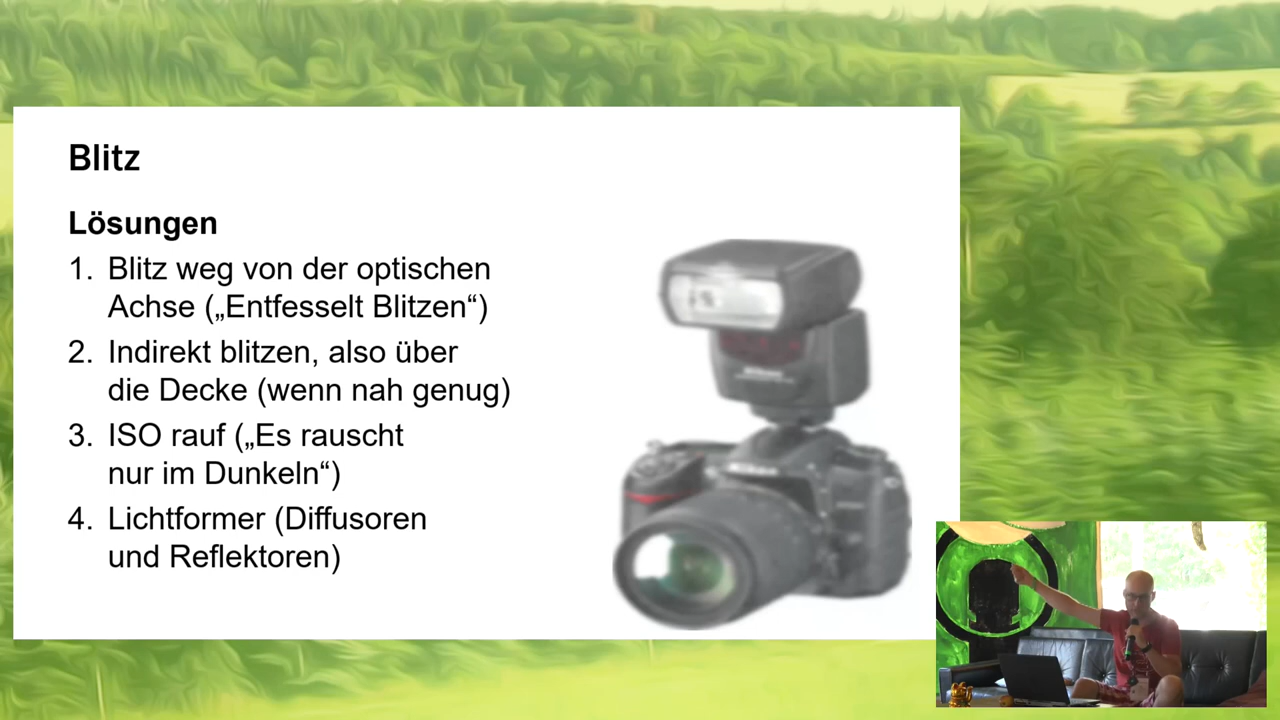 Blitz
Lösungen
1. Blitz weg von der optischen
Achse („Entfesselt Blitzen“)
2. Indirekt blitzen, also über
die Decke (wenn nah genug)
3. ISO rauf („Es rauscht
nur im Dunkeln“)
4. Lichtformer (Diffusoren
und Reflektoren)